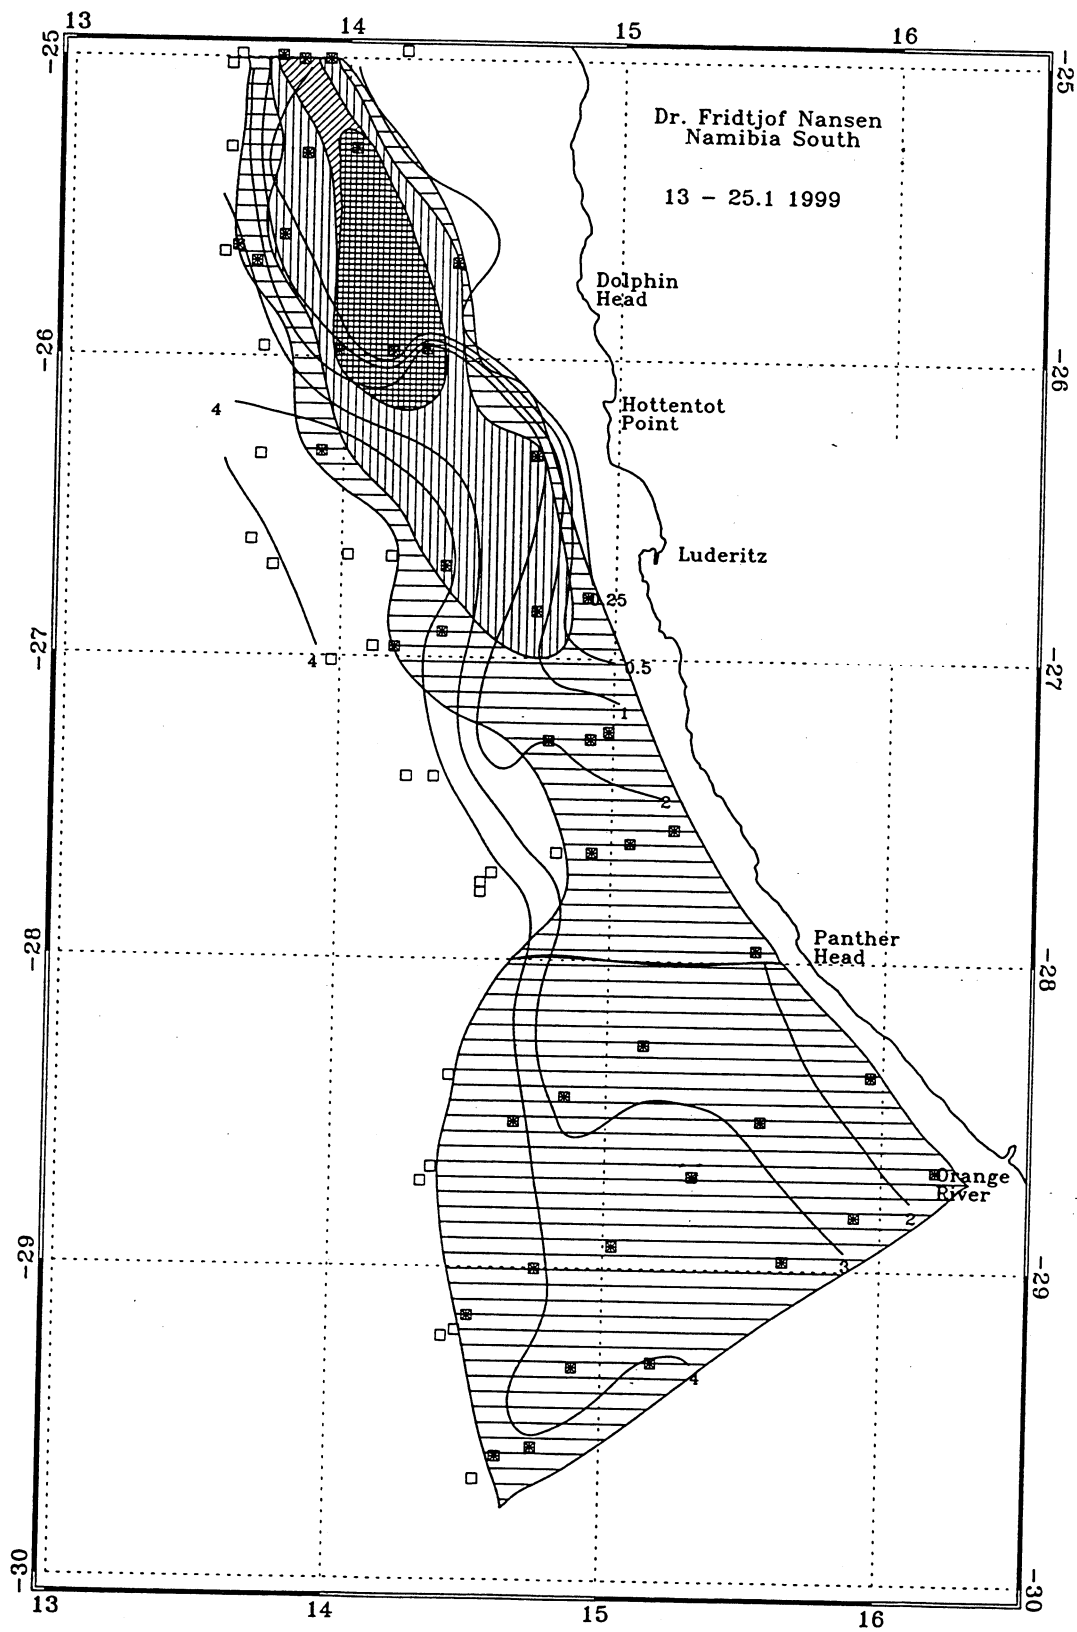 13
14
15
16
-25
-25
Dr. Fridtjof Nansen
Namibia South
13 - 25.1 1999
Dolphin
Head
-26
-26
4
Hottentot
Point
Luderitz
0.25
-27
4
0.5
-27
1
2
-28
Panther
Head
-28
Orange
River
2
-29
3
-29
4
-30
-30
13
14
15
16